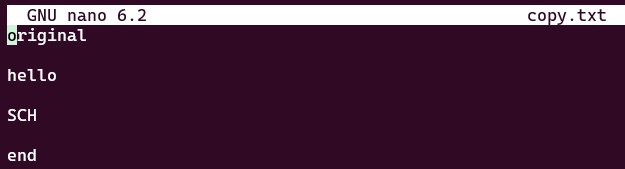 GNU nano 6.2 copy.txt
original
hello
SCH
end